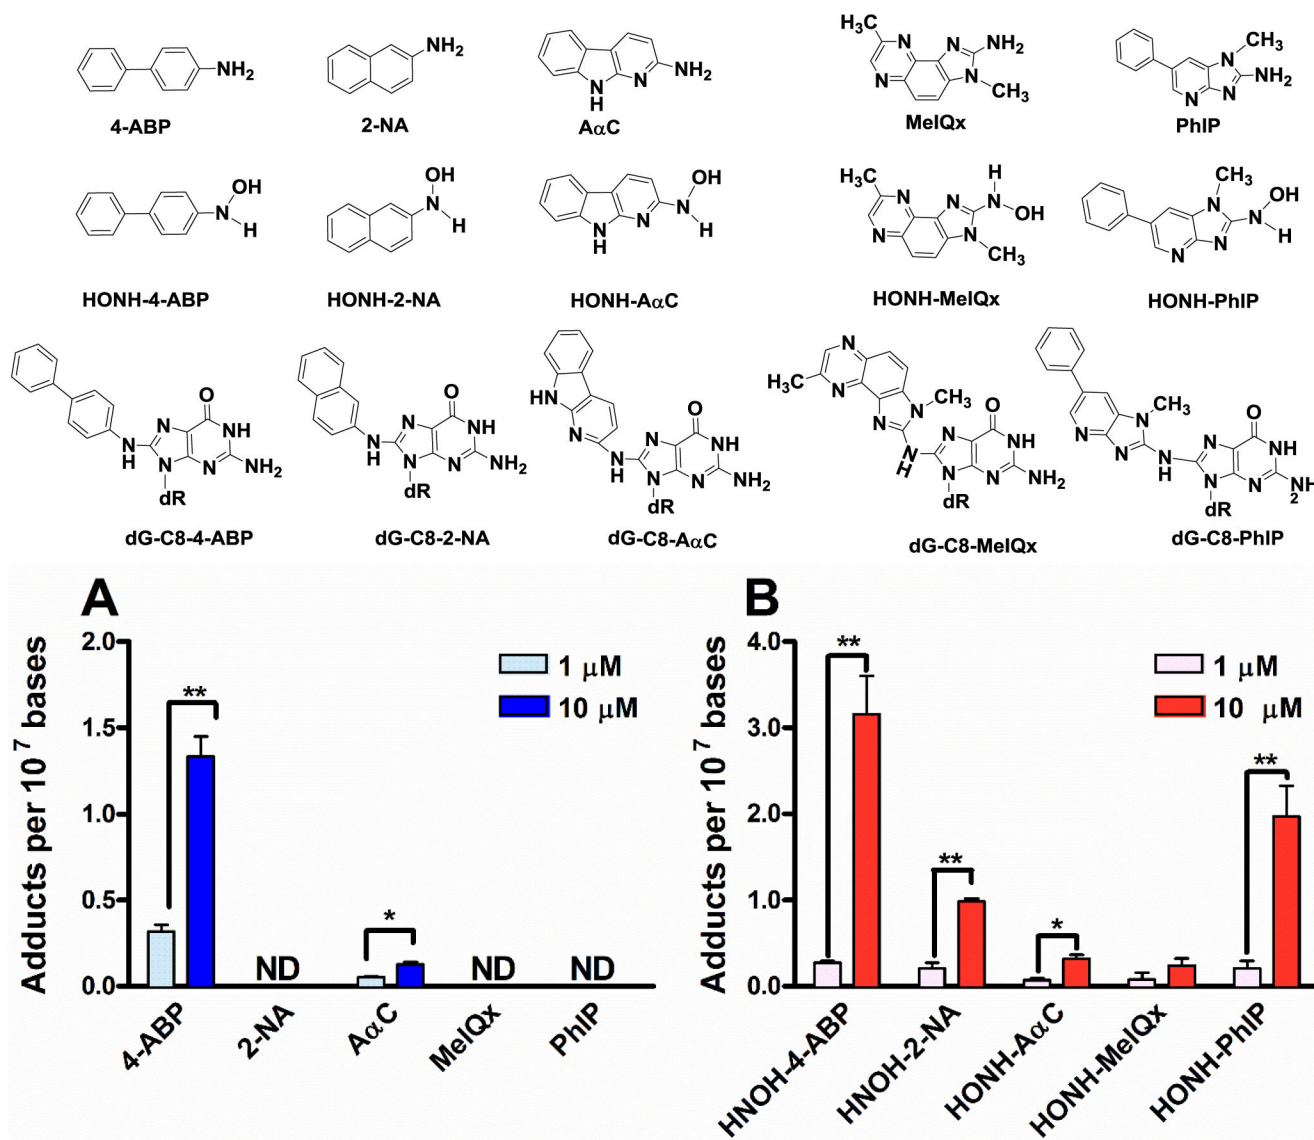 NH2
4-ABP
NH2
2-NA
N
H
N
NH2
AαC
H3C
N
N
N
NH2
N
CH3
MeIQx
CH3
N
NH2
N
N
PhIP
OH
N
H
HONH-4-ABP
OH
N
H
HONH-2-NA
OH
N
H
N
N
H
HONH-AαC
H3C
H
N
N
N
N
OH
N
CH3
HONH-MeIQx
CH3
N
OH
N
H
N
N
HONH-PhIP
O
N
NH
N
H
N
N
NH2
dR
dG-C8-4-ABP
O
N
NH
N
H
N
N
NH2
dR
dG-C8-2-NA
HN
O
N
N
NH
N
H
N
N
NH2
dR
dG-C8-AαC
N
H3C
N
CH3
N
O
N
N
NH
N
H
N
N
NH2
dR
dG-C8-MeIQx
CH3
N
O
N
N
N
NH
N
H
N
N
NH
2
dR
dG-C8-PhIP
A
Adducts per 10^7 bases
2.0
1.5
1.0
0.5
0.0
1 µM
10 µM
**
ND
*
ND
ND
4-ABP
2-NA
AαC
MeIQx
PhIP
B
Adducts per 10^7 bases
4.0
3.0
2.0
1.0
0.0
1 µM
10 µM
**
**
*
**
HNOH-4-ABP
HNOH-2-NA
HONH-AαC
HONH-MeIQx
HONH-PhIP